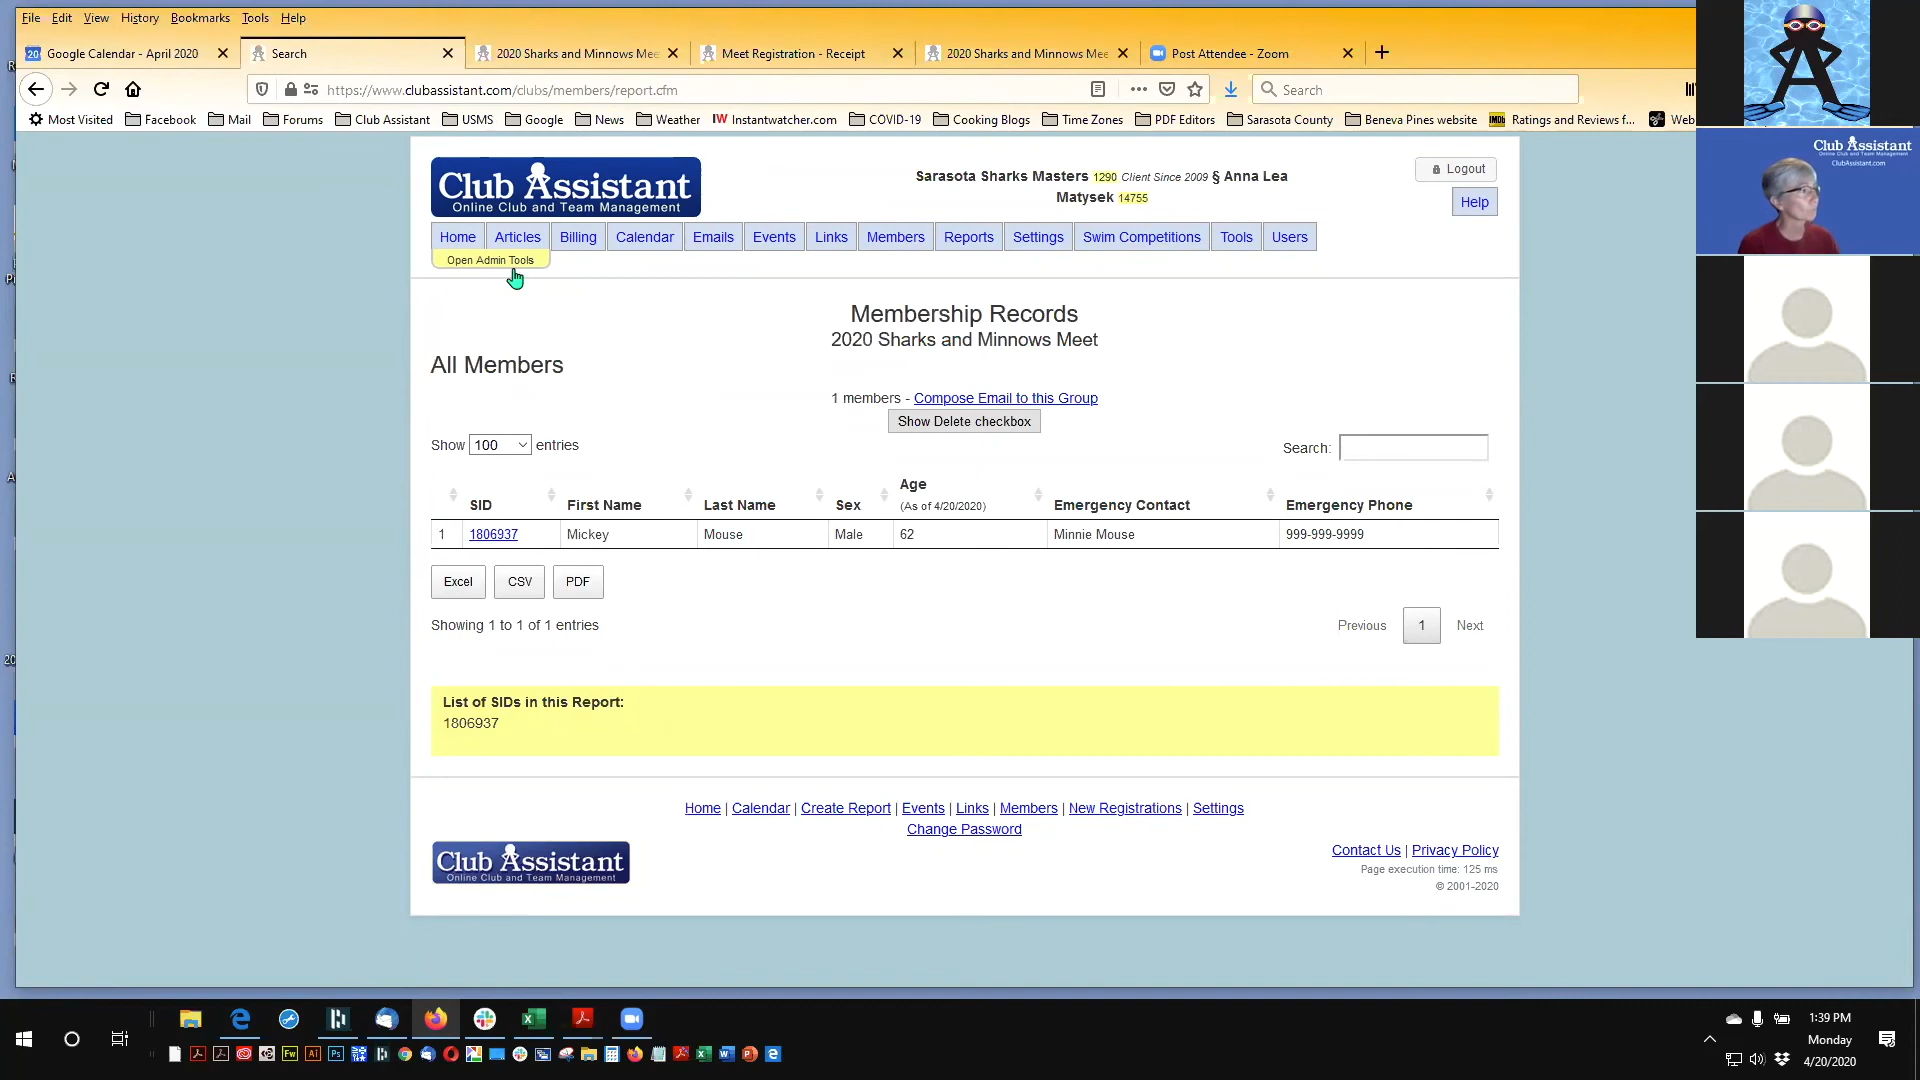 File Edit View History Bookmarks Tools Help
20 Google Calendar - April 2020
Search
2020 Sharks and Minnows Mee
Meet Registration - Receipt
2020 Sharks and Minnows Mee
Post Attendee - Zoom
https://www.clubassistant.com/clubs/members/report.cfm
Search
Most Visited Facebook Mail Forums Club Assistant USMS Google News Weather IW Instantwatcher.com COVID-19 Cooking Blogs Time Zones PDF Editors Sarasota County Beneva Pines website IMDb Ratings and Reviews f... Web
Club Assistant
Online Club and Team Management
Sarasota Sharks Masters 1290 Client Since 2009 § Anna Lea
Matysek 14755
Logout
Help
Home Articles Billing Calendar Emails Events Links Members Reports Settings Swim Competitions Tools Users
Open Admin Tools
Membership Records
2020 Sharks and Minnows Meet
All Members
1 members - Compose Email to this Group
Show Delete checkbox
Show 100 entries
Search:
SID First Name Last Name Sex Age (As of 4/20/2020) Emergency Contact Emergency Phone
1 1806937 Mickey Mouse Male 62 Minnie Mouse 999-999-9999
Excel CSV PDF
Showing 1 to 1 of 1 entries
Previous 1 Next
List of SIDs in this Report:
1806937
Home | Calendar | Create Report | Events | Links | Members | New Registrations | Settings
Change Password
Club Assistant
Online Club and Team Management
Contact Us | Privacy Policy
Page execution time: 125 ms
© 2001-2020
Club Assistant
Online Club and Team Management
ClubAssistant.com
1:39 PM
Monday
4/20/2020